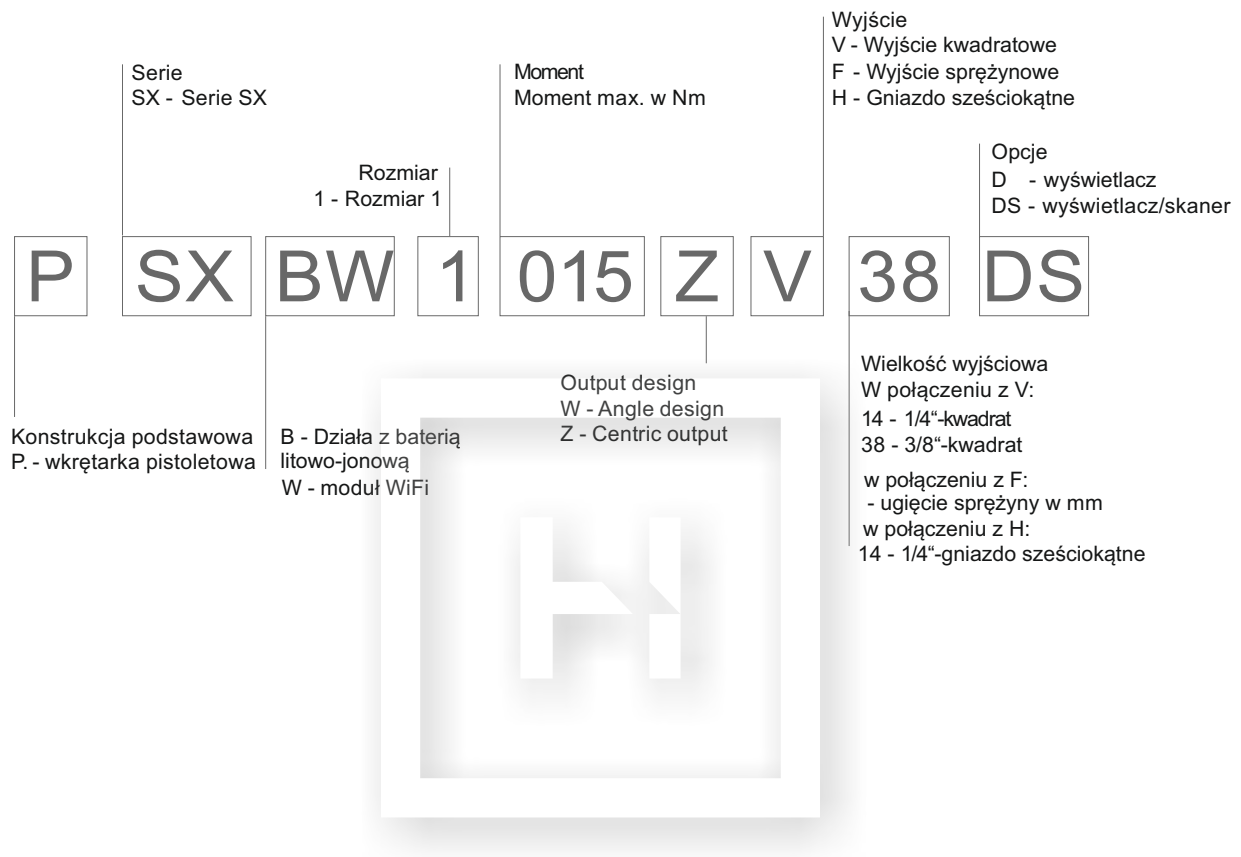 Wyjście
V - Wyjście kwadratowe
F - Wyjście sprężynowe
H - Gniazdo sześciokątne
Serie
SX - Serie SX
Moment
Moment max. w Nm
Opcje
D - wyświetlacz
DS - wyświetlacz/skaner
Rozmiar
1 - Rozmiar 1
P SX BW 1 015 Z V 38 DS
Konstrukcja podstawowa
P. - wkrętarka pistoletowa
B - Działa z baterią
litowo-jonową
W - moduł WiFi
Output design
W - Angle design
Z - Centric output
Wielkość wyjściowa
W połączeniu z V:
14 - 1/4“-kwadrat
38 - 3/8“-kwadrat
w połączeniu z F:
- ugięcie sprężyny w mm
w połączeniu z H:
14 - 1/4“-gniazdo sześciokątne
H